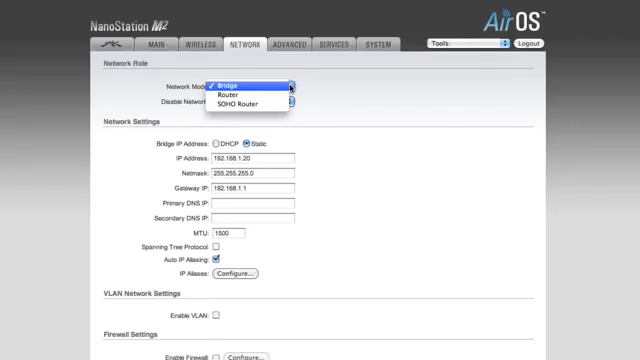 NanoStation M2
AirOS™
MAIN WIRELESS NETWORK ADVANCED SERVICES SYSTEM Tools: Logout
Network Role
Network Mode: Bridge
Router
Disable Network
SOHO Router
Network Settings
Bridge IP Address: DHCP Static
IP Address: 192.168.1.20
Netmask: 255.255.255.0
Gateway IP: 192.168.1.1
Primary DNS IP:
Secondary DNS IP:
MTU: 1500
Spanning Tree Protocol:
Auto IP Aliasing:
IP Aliases: Configure...
VLAN Network Settings
Enable VLAN:
Firewall Settings
Enable Firewall: Configure...